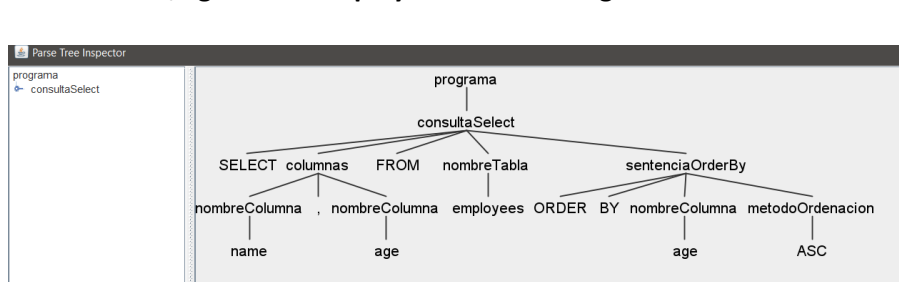 Parse Tree Inspector
programa
consultaSelect
programa
consultaSelect
SELECT columnas FROM nombreTabla sentenciaOrderBy
nombreColumna , nombreColumna employees ORDER BY nombreColumna metodoOrdenacion
name age age ASC